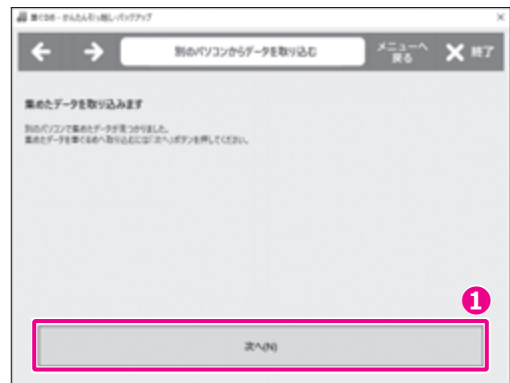 筆ぐるめ - かんたん引っ越し・バックアップ
別のパソコンからデータを取り込む
メニューへ
戻る
終了
集めたデータを取り込みます
別のパソコンで集めたデータが見つかりました。
集めたデータを筆ぐるめへ取り込むには「次へ」ボタンを押してください。
1
次へ(N)